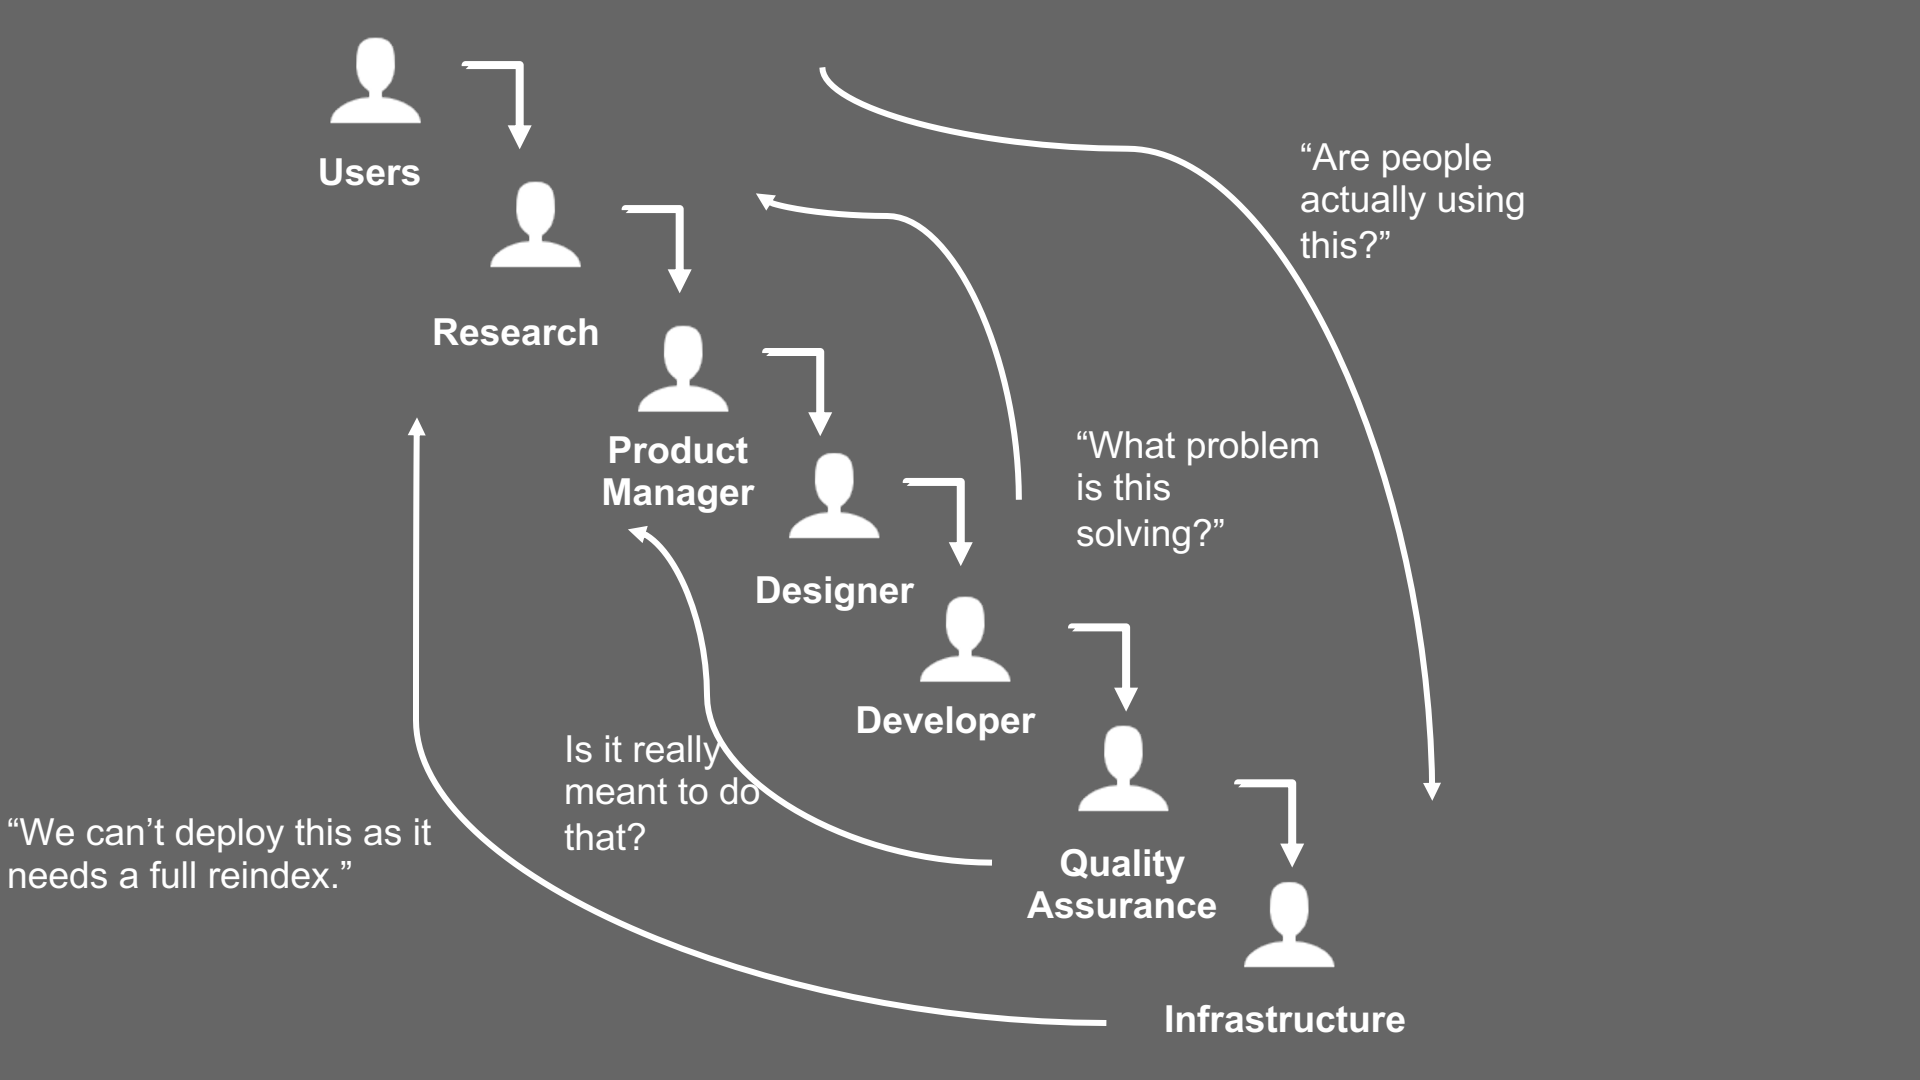 Users
“Are people
actually using
this?”
Research
Product
Manager
“What problem
is this
solving?”
Designer
Developer
Is it really
meant to do
that?
“We can’t deploy this as it
needs a full reindex.”
Quality
Assurance
Infrastructure